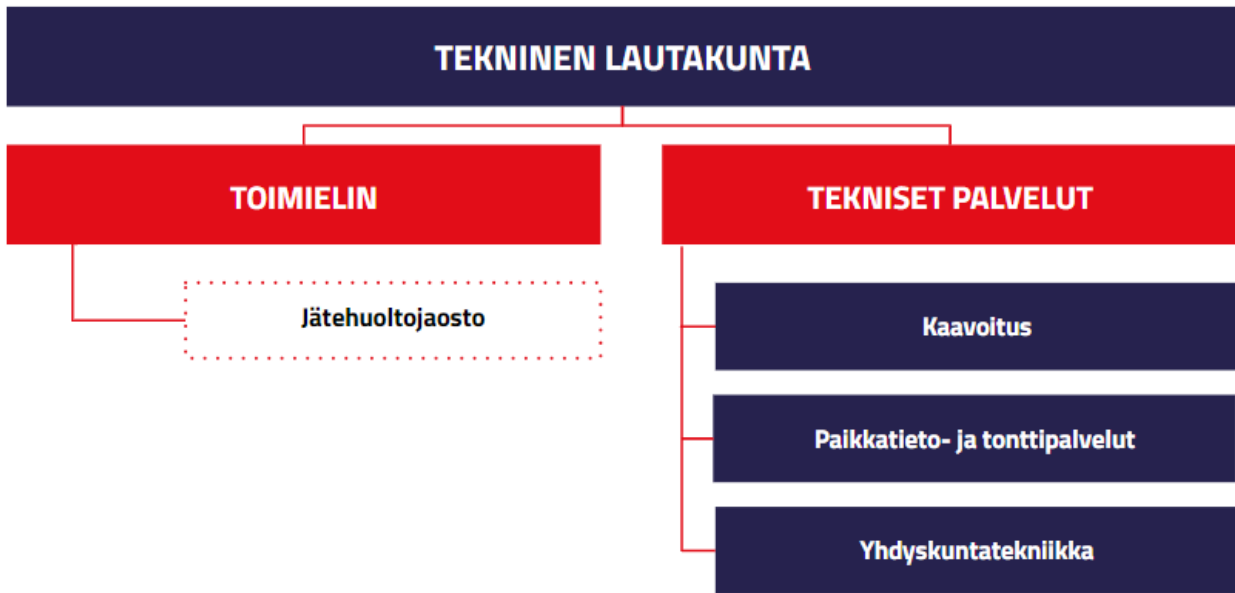 TEKNINEN LAUTAKUNTA
TOIMIELIN
TEKNISET PALVELUT
Jätehuoltojaosto
Kaavoitus
Paikkatieto- ja tonttipalvelut
Yhdyskuntatekniikka